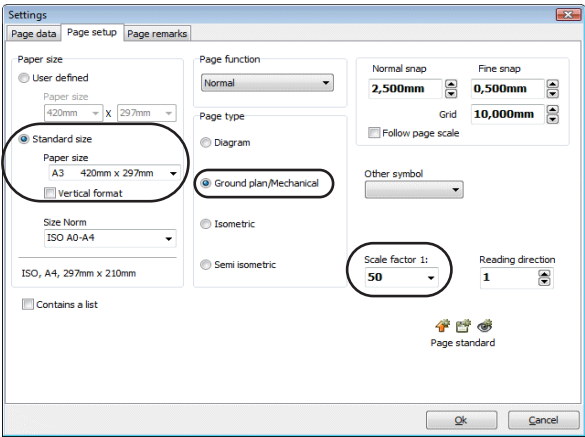 Settings
Page data
Page setup
Page remarks
Paper size
User defined
Paper size
420mm X 297mm
Standard size
Paper size
A3 420mm x 297mm
Vertical format
Size Norm
ISO A0-A4
ISO, A4, 297mm x 210mm
Contains a list
Page function
Normal
Page type
Diagram
Ground plan/Mechanical
Isometric
Semi isometric
Normal snap
Fine snap
2,500mm
0,500mm
Grid
10,000mm
Follow page scale
Other symbol
Scale factor 1:
50
Reading direction
1
Page standard
Ok
Cancel